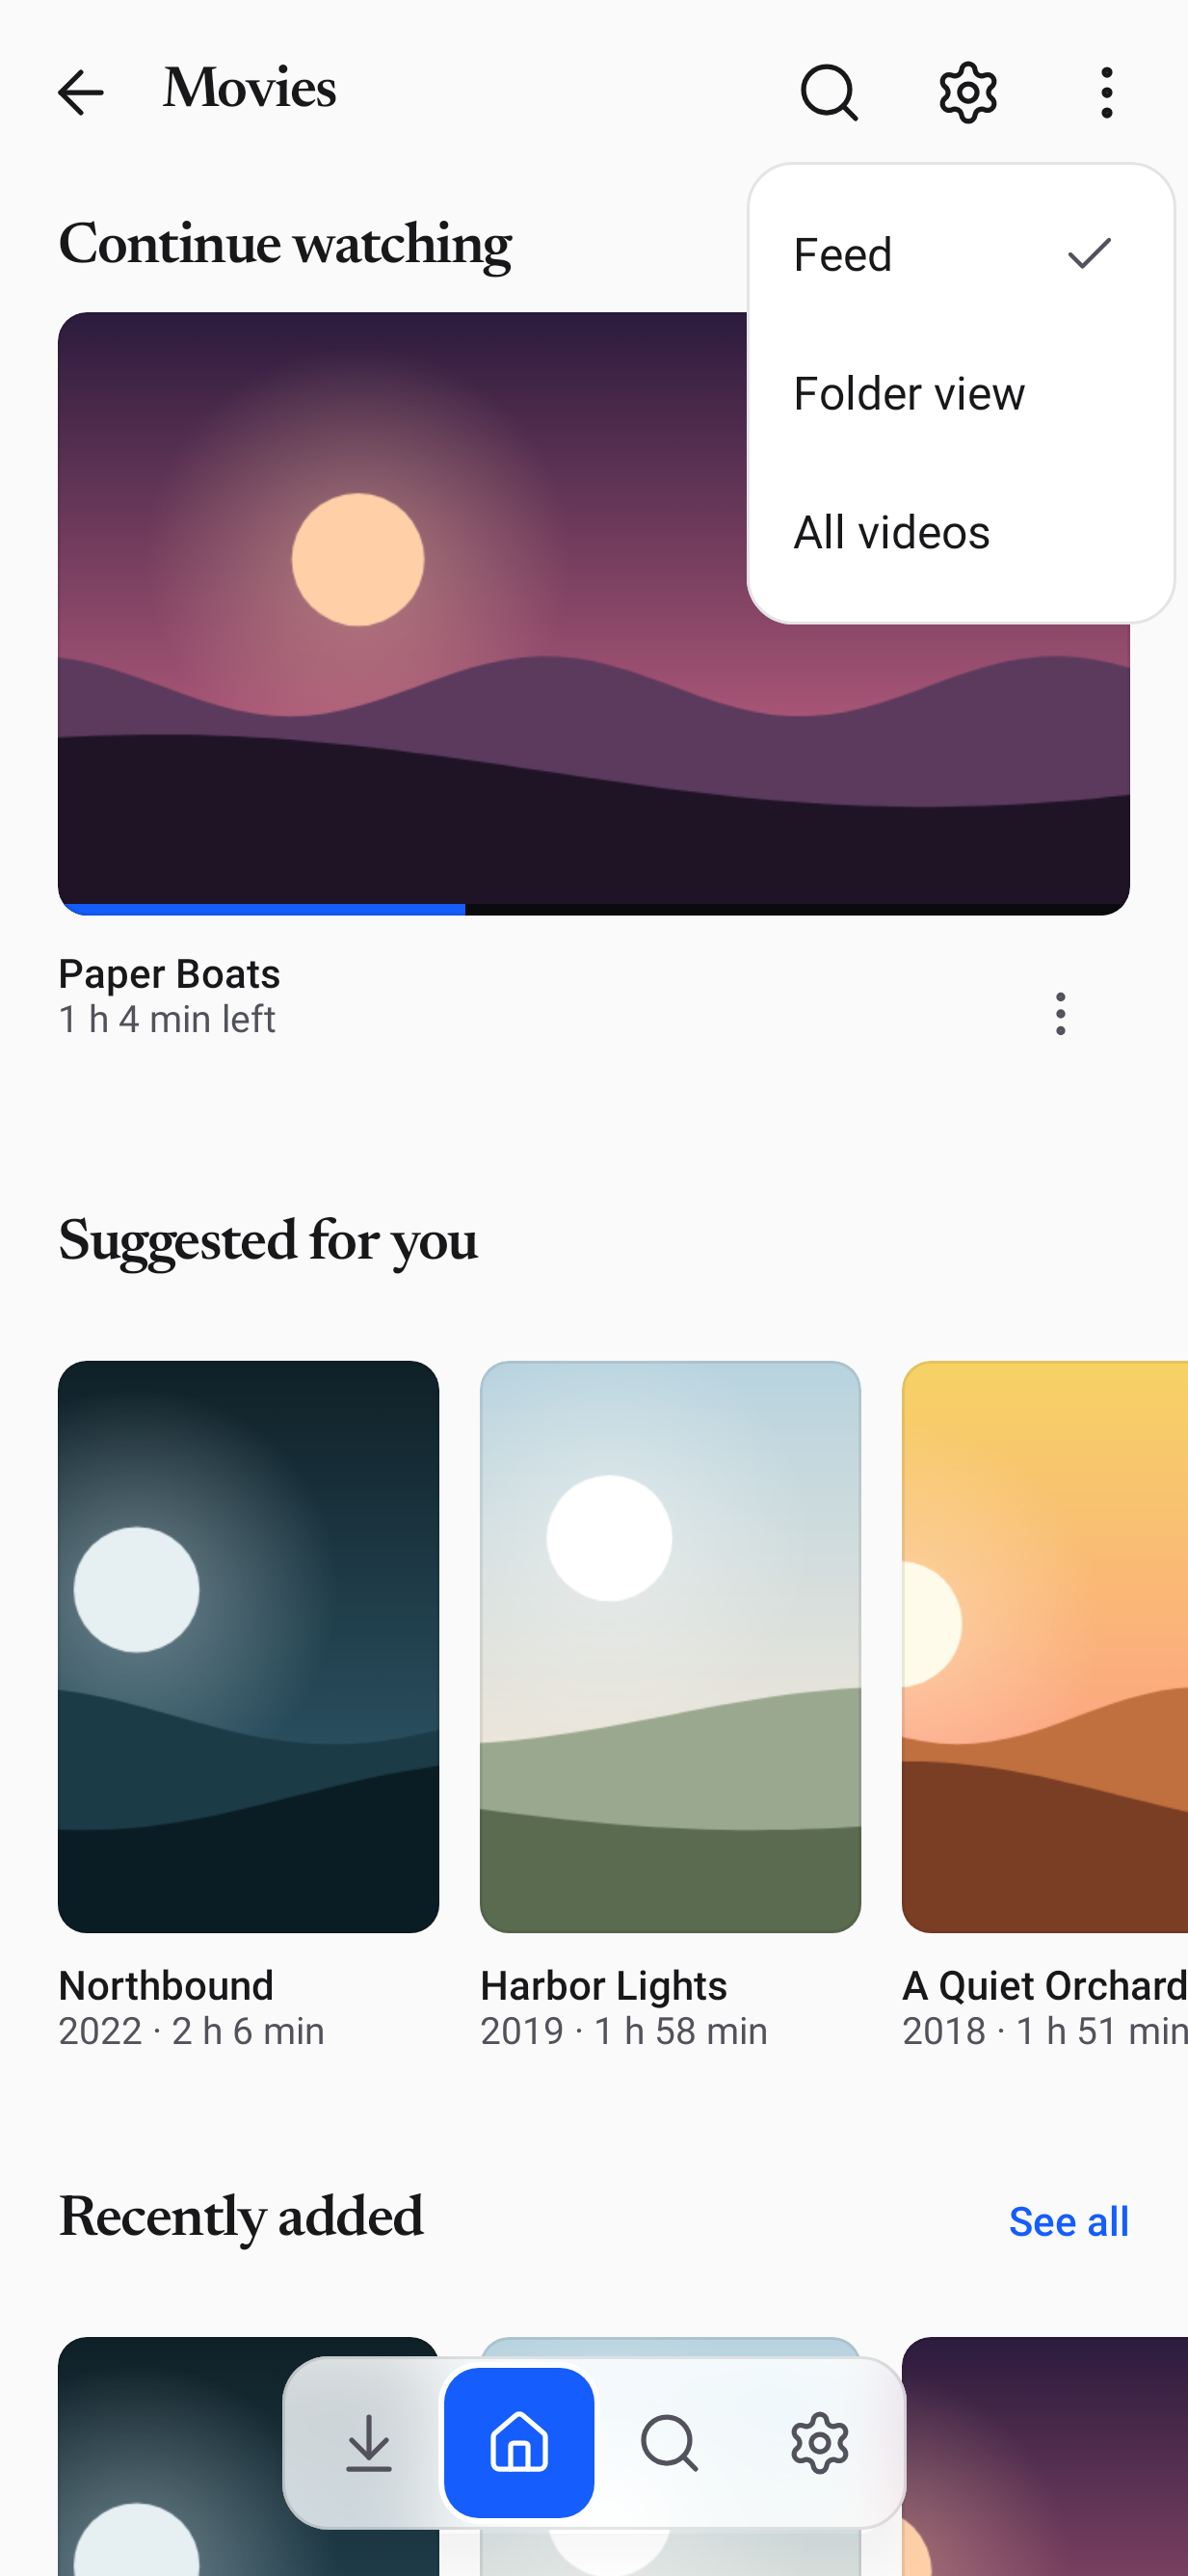 Movies
Continue watching
Feed
Folder view
All videos
Paper Boats
1 h 4 min left
Suggested for you
Northbound
2022 · 2 h 6 min
Harbor Lights
2019 · 1 h 58 min
A Quiet Orchard
2018 · 1 h 51 min
Recently added
See all